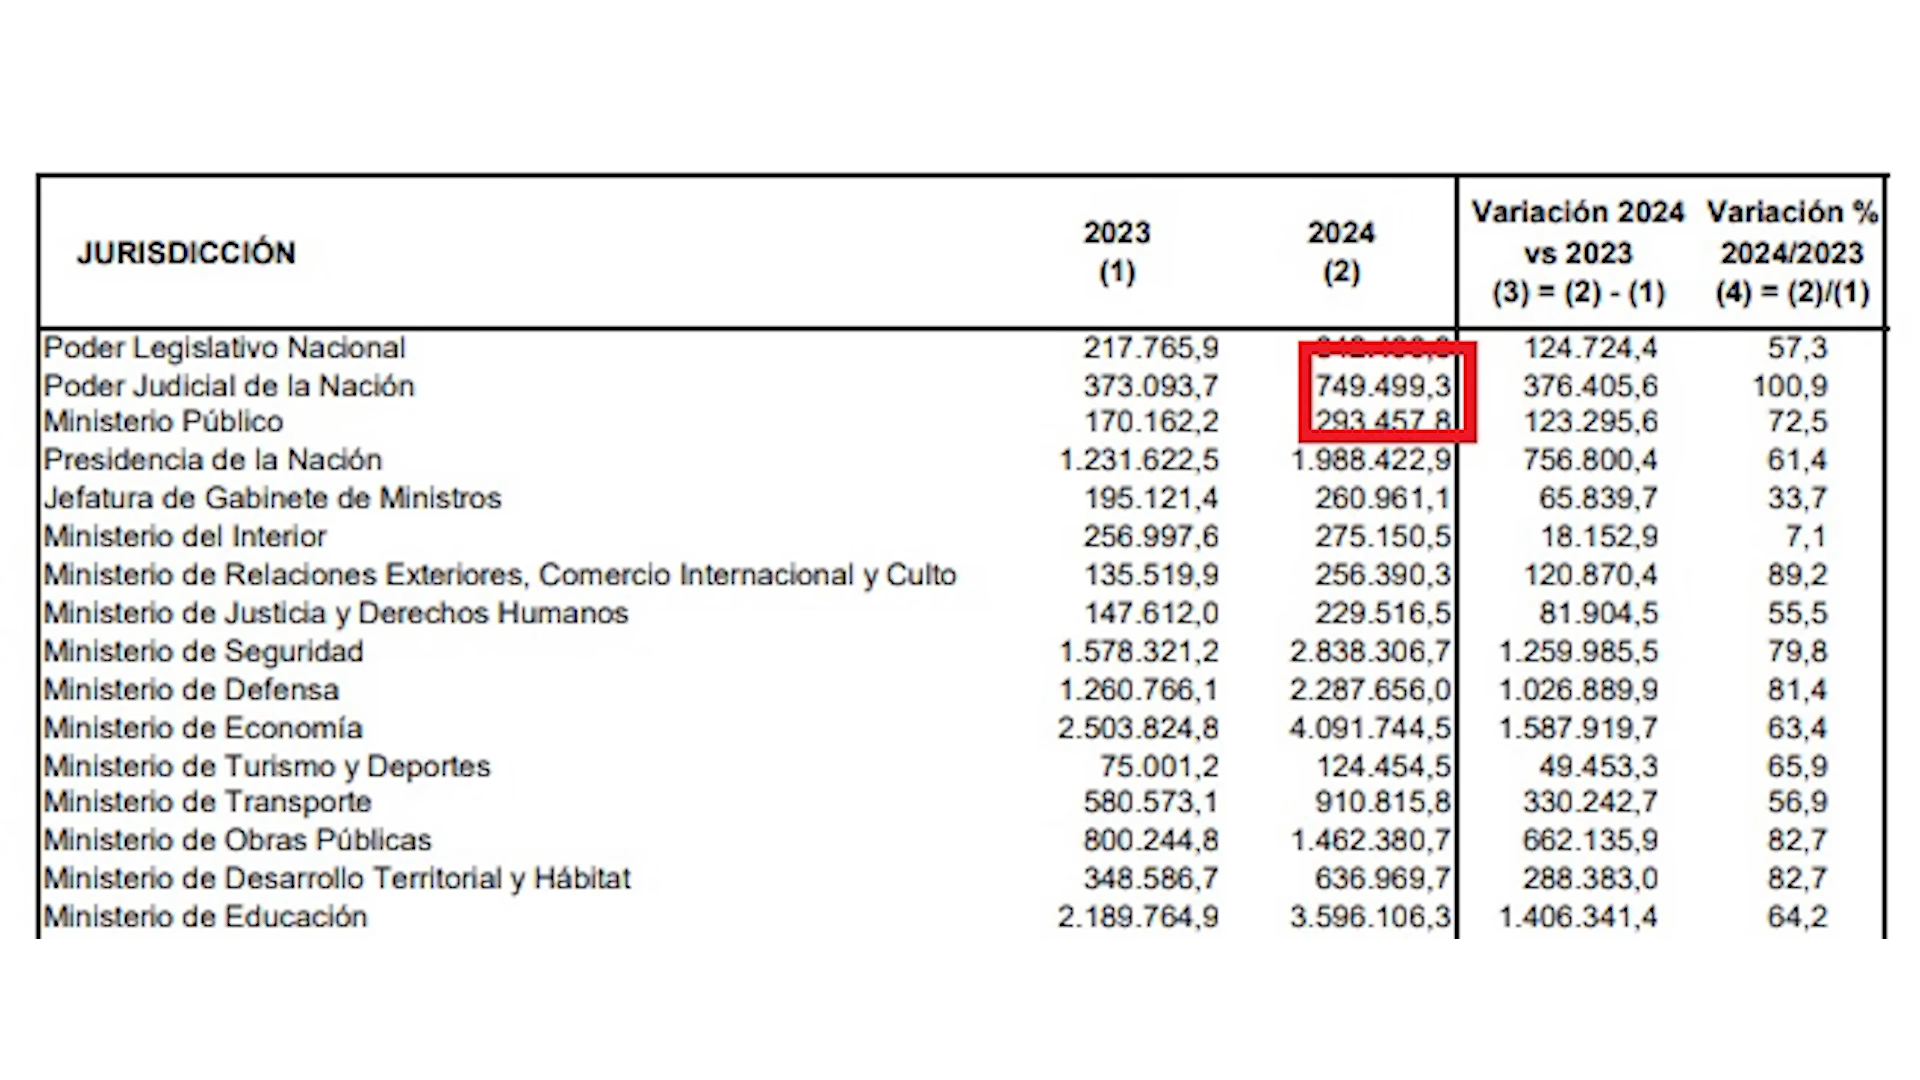 JURISDICCIÓN
2023
(1)
2024
(2)
Variación 2024
vs 2023
(3) = (2) - (1)
Variación %
2024/2023
(4) = (2)/(1)
Poder Legislativo Nacional 217.765,9 124.724,4 57,3
Poder Judicial de la Nación 373.093,7 749.499,3 376.405,6 100,9
Ministerio Público 170.162,2 293.457,8 123.295,6 72,5
Presidencia de la Nación 1.231.622,5 1.988.422,9 756.800,4 61,4
Jefatura de Gabinete de Ministros 195.121,4 260.961,1 65.839,7 33,7
Ministerio del Interior 256.997,6 275.150,5 18.152,9 7,1
Ministerio de Relaciones Exteriores, Comercio Internacional y Culto 135.519,9 256.390,3 120.870,4 89,2
Ministerio de Justicia y Derechos Humanos 147.612,0 229.516,5 81.904,5 55,5
Ministerio de Seguridad 1.578.321,2 2.838.306,7 1.259.985,5 79,8
Ministerio de Defensa 1.260.766,1 2.287.656,0 1.026.889,9 81,4
Ministerio de Economía 2.503.824,8 4.091.744,5 1.587.919,7 63,4
Ministerio de Turismo y Deportes 75.001,2 124.454,5 49.453,3 65,9
Ministerio de Transporte 580.573,1 910.815,8 330.242,7 56,9
Ministerio de Obras Públicas 800.244,8 1.462.380,7 662.135,9 82,7
Ministerio de Desarrollo Territorial y Hábitat 348.586,7 636.969,7 288.383,0 82,7
Ministerio de Educación 2.189.764,9 3.596.106,3 1.406.341,4 64,2